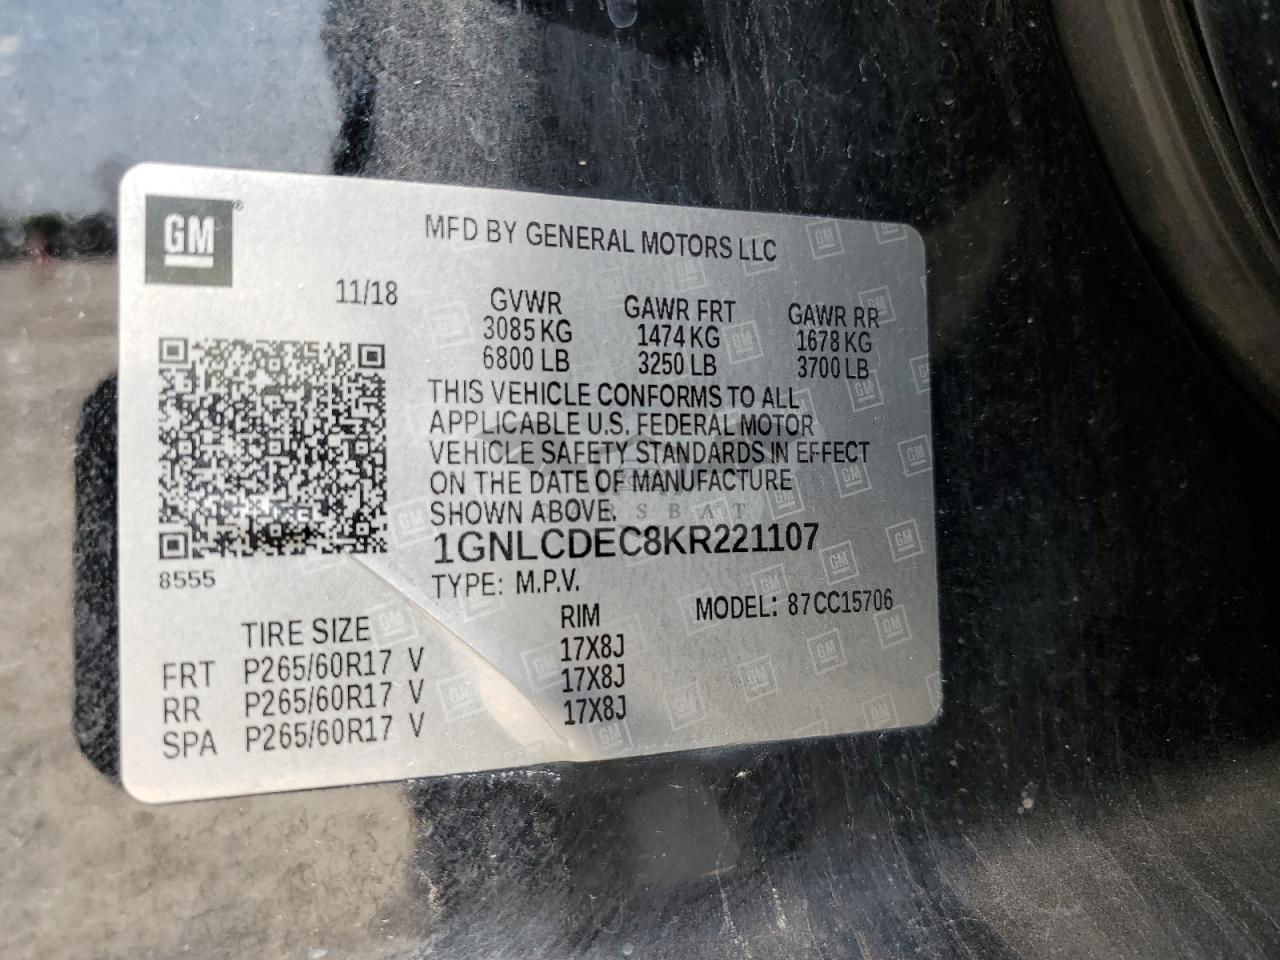 GM
MFD BY GENERAL MOTORS LLC
11/18
GVWR GAWR FRT GAWR RR
3085 KG 1474 KG 1678 KG
6800 LB 3250 LB 3700 LB
THIS VEHICLE CONFORMS TO ALL
APPLICABLE U.S. FEDERAL MOTOR
VEHICLE SAFETY STANDARDS IN EFFECT
ON THE DATE OF MANUFACTURE
SHOWN ABOVE.
1GNLCDEC8KR221107
8555
TYPE: M.P.V.
MODEL: 87CC15706
TIRE SIZE RIM
FRT P265/60R17 V 17X8J
RR P265/60R17 V 17X8J
SPA P265/60R17 V 17X8J